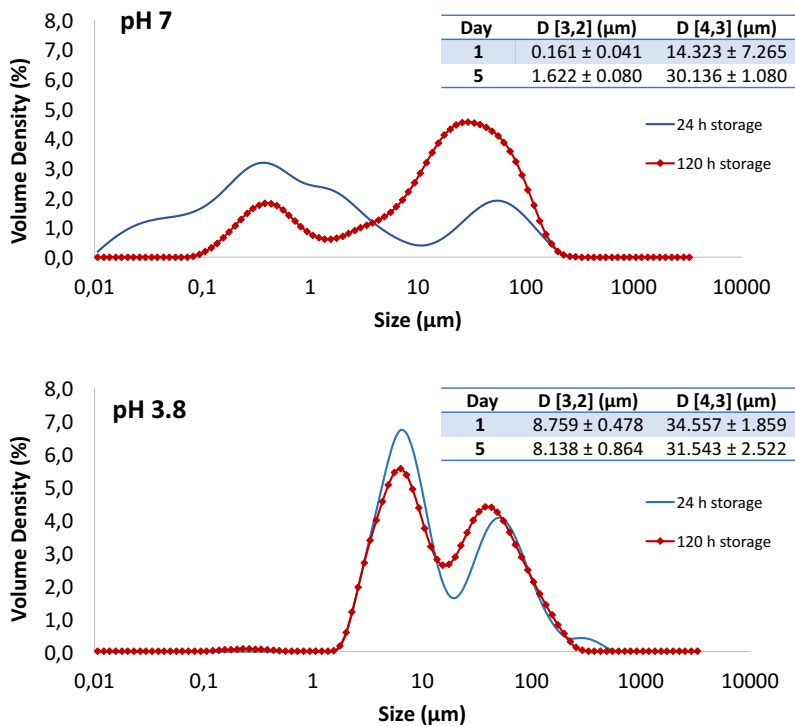 pH 7
Volume Density (%)
8,0
7,0
6,0
5,0
4,0
3,0
2,0
1,0
0,0
Day D [3,2] (µm) D [4,3] (µm)
1 0.161 ± 0.041 14.323 ± 7.265
5 1.622 ± 0.080 30.136 ± 1.080
24 h storage
120 h storage
0,01 0,1 1 10 100 1000 10000
Size (µm)
pH 3.8
Volume Density (%)
8,0
7,0
6,0
5,0
4,0
3,0
2,0
1,0
0,0
Day D [3,2] (µm) D [4,3] (µm)
1 8.759 ± 0.478 34.557 ± 1.859
5 8.138 ± 0.864 31.543 ± 2.522
24 h storage
120 h storage
0,01 0,1 1 10 100 1000 10000
Size (µm)